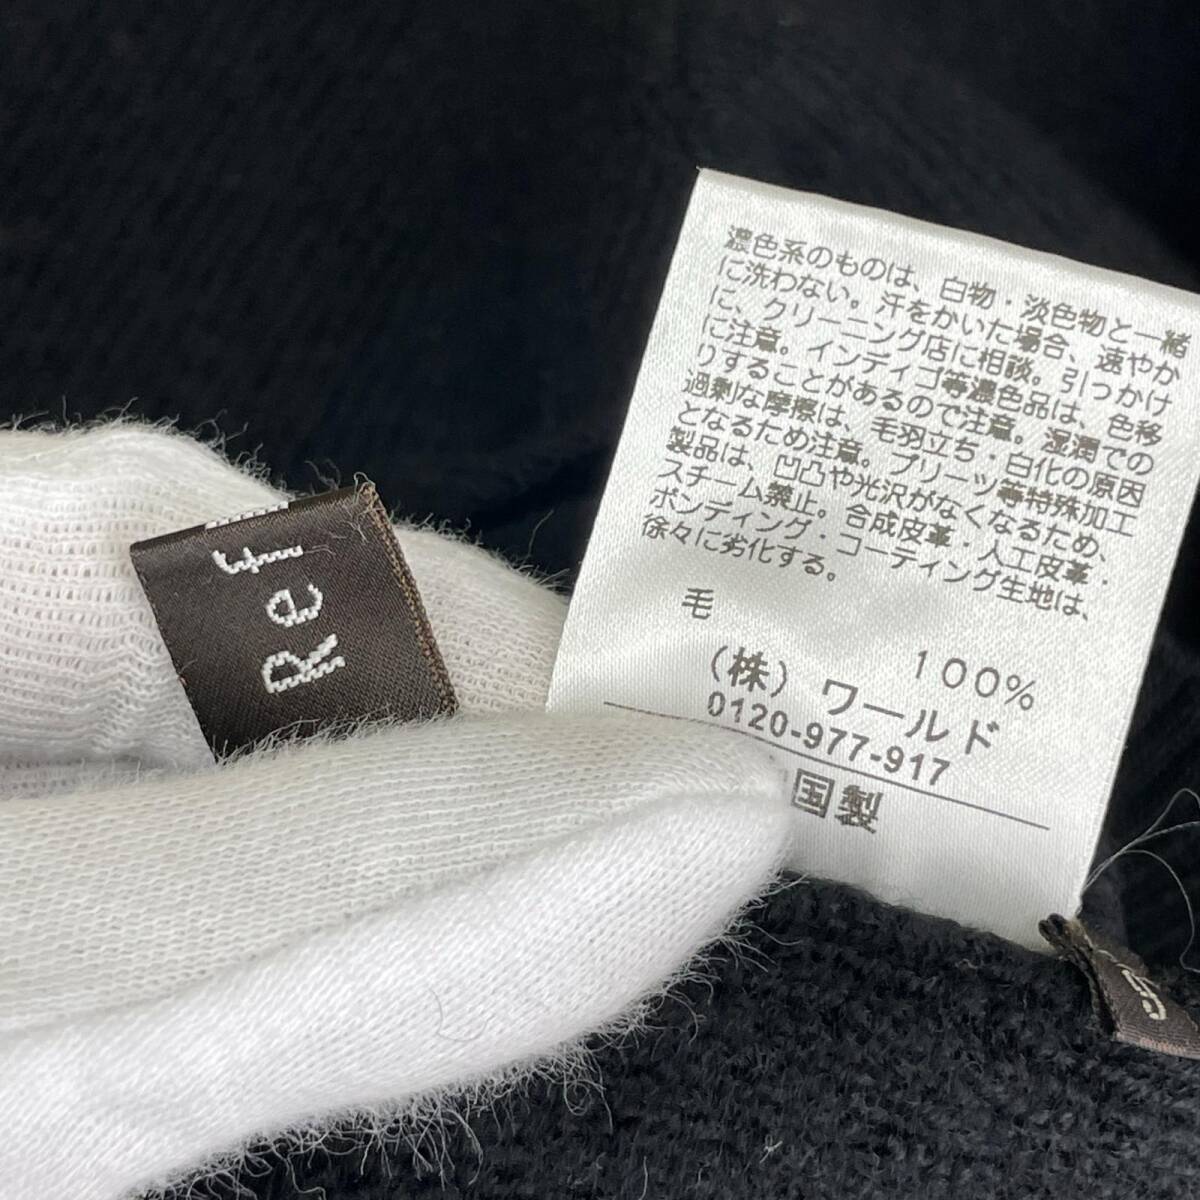 濃色系のものは、白物・淡色物と一緒
に洗わない。汗をかいた場合、速やか
に、クリーニング店に相談。引つかけ
に注意。インディゴ等濃色品は、色移
りすることがあるので注意。湿潤での
過剰な摩擦は、毛羽立ち・白化の原因
となるため注意。プリーツ等特殊加工
製品は、凹凸や光沢がなくなるため、
スチーム禁止。合成皮革・人工皮革・
ボンディング・コーティング生地は、
徐々に劣化する。
毛
100%
(株) ワールド
0120-977-917
国製
Ref